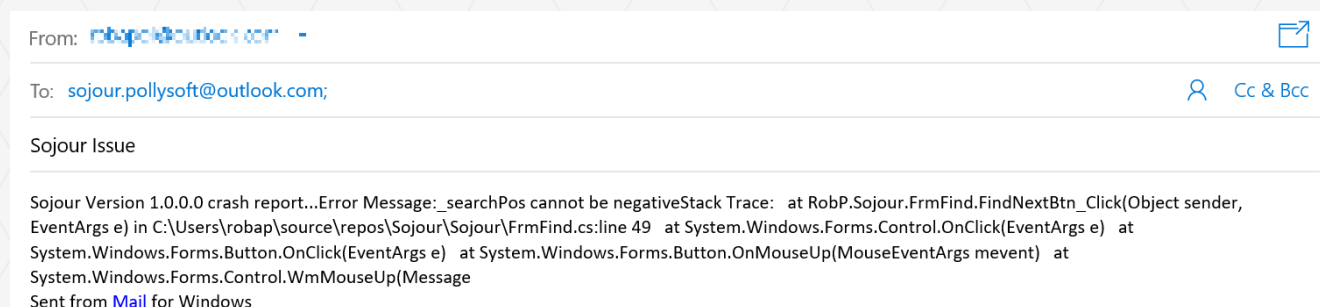 From:
To: sojour.pollysoft@outlook.com; Cc & Bcc
Sojour Issue
Sojour Version 1.0.0.0 crash report...Error Message:_searchPos cannot be negativeStack Trace:   at RobP.Sojour.FrmFind.FindNextBtn_Click(Object sender,
EventArgs e) in C:\Users\robap\source\repos\Sojour\Sojour\FrmFind.cs:line 49   at System.Windows.Forms.Control.OnClick(EventArgs e)   at
System.Windows.Forms.Button.OnClick(EventArgs e)   at System.Windows.Forms.Button.OnMouseUp(MouseEventArgs mevent)   at
System.Windows.Forms.Control.WmMouseUp(Message
Sent from Mail for Windows